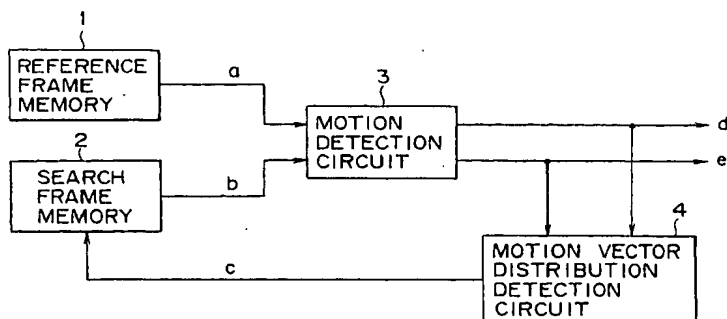 1
REFERENCE
FRAME
MEMORY
a
2
SEARCH
FRAME
MEMORY
b
3
MOTION
DETECTION
CIRCUIT
d
e
4
MOTION VECTOR
DISTRIBUTION
DETECTION
CIRCUIT
c